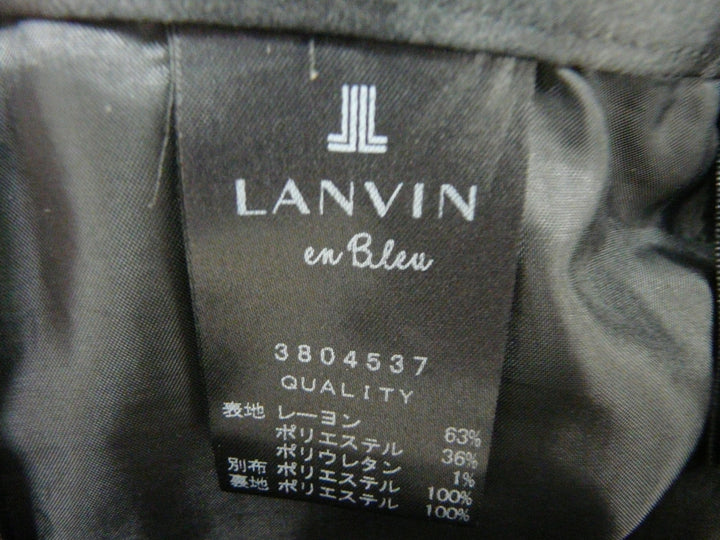 LANVIN
en Bleu
3804537
QUALITY
表地 レーヨン 63%
ポリエステル 36%
ポリウレタン 1%
別布 ポリエステル 100%
裏地 ポリエステル 100%